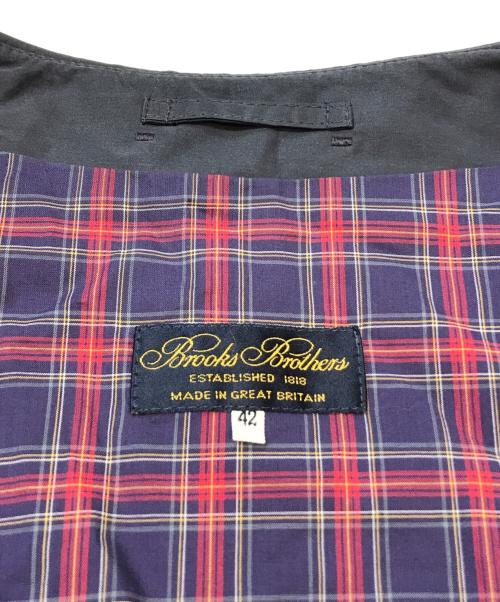 Brooks Brothers
ESTABLISHED 1818
MADE IN GREAT BRITAIN
42